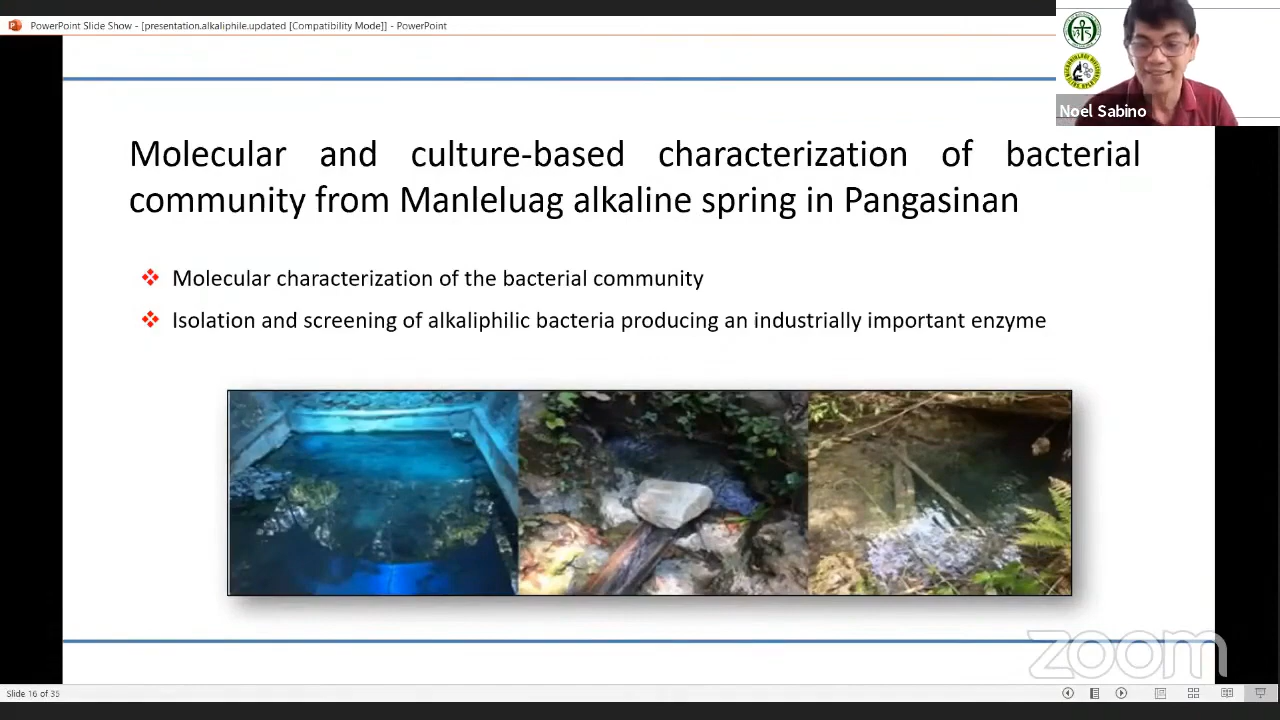 PowerPoint Slide Show - [presentation.alkaliphile.updated [Compatibility Mode]] - PowerPoint
Noel Sabino
Molecular and culture-based characterization of bacterial
community from Manleluag alkaline spring in Pangasinan
Molecular characterization of the bacterial community
Isolation and screening of alkaliphilic bacteria producing an industrially important enzyme
zoom
Slide 16 of 35